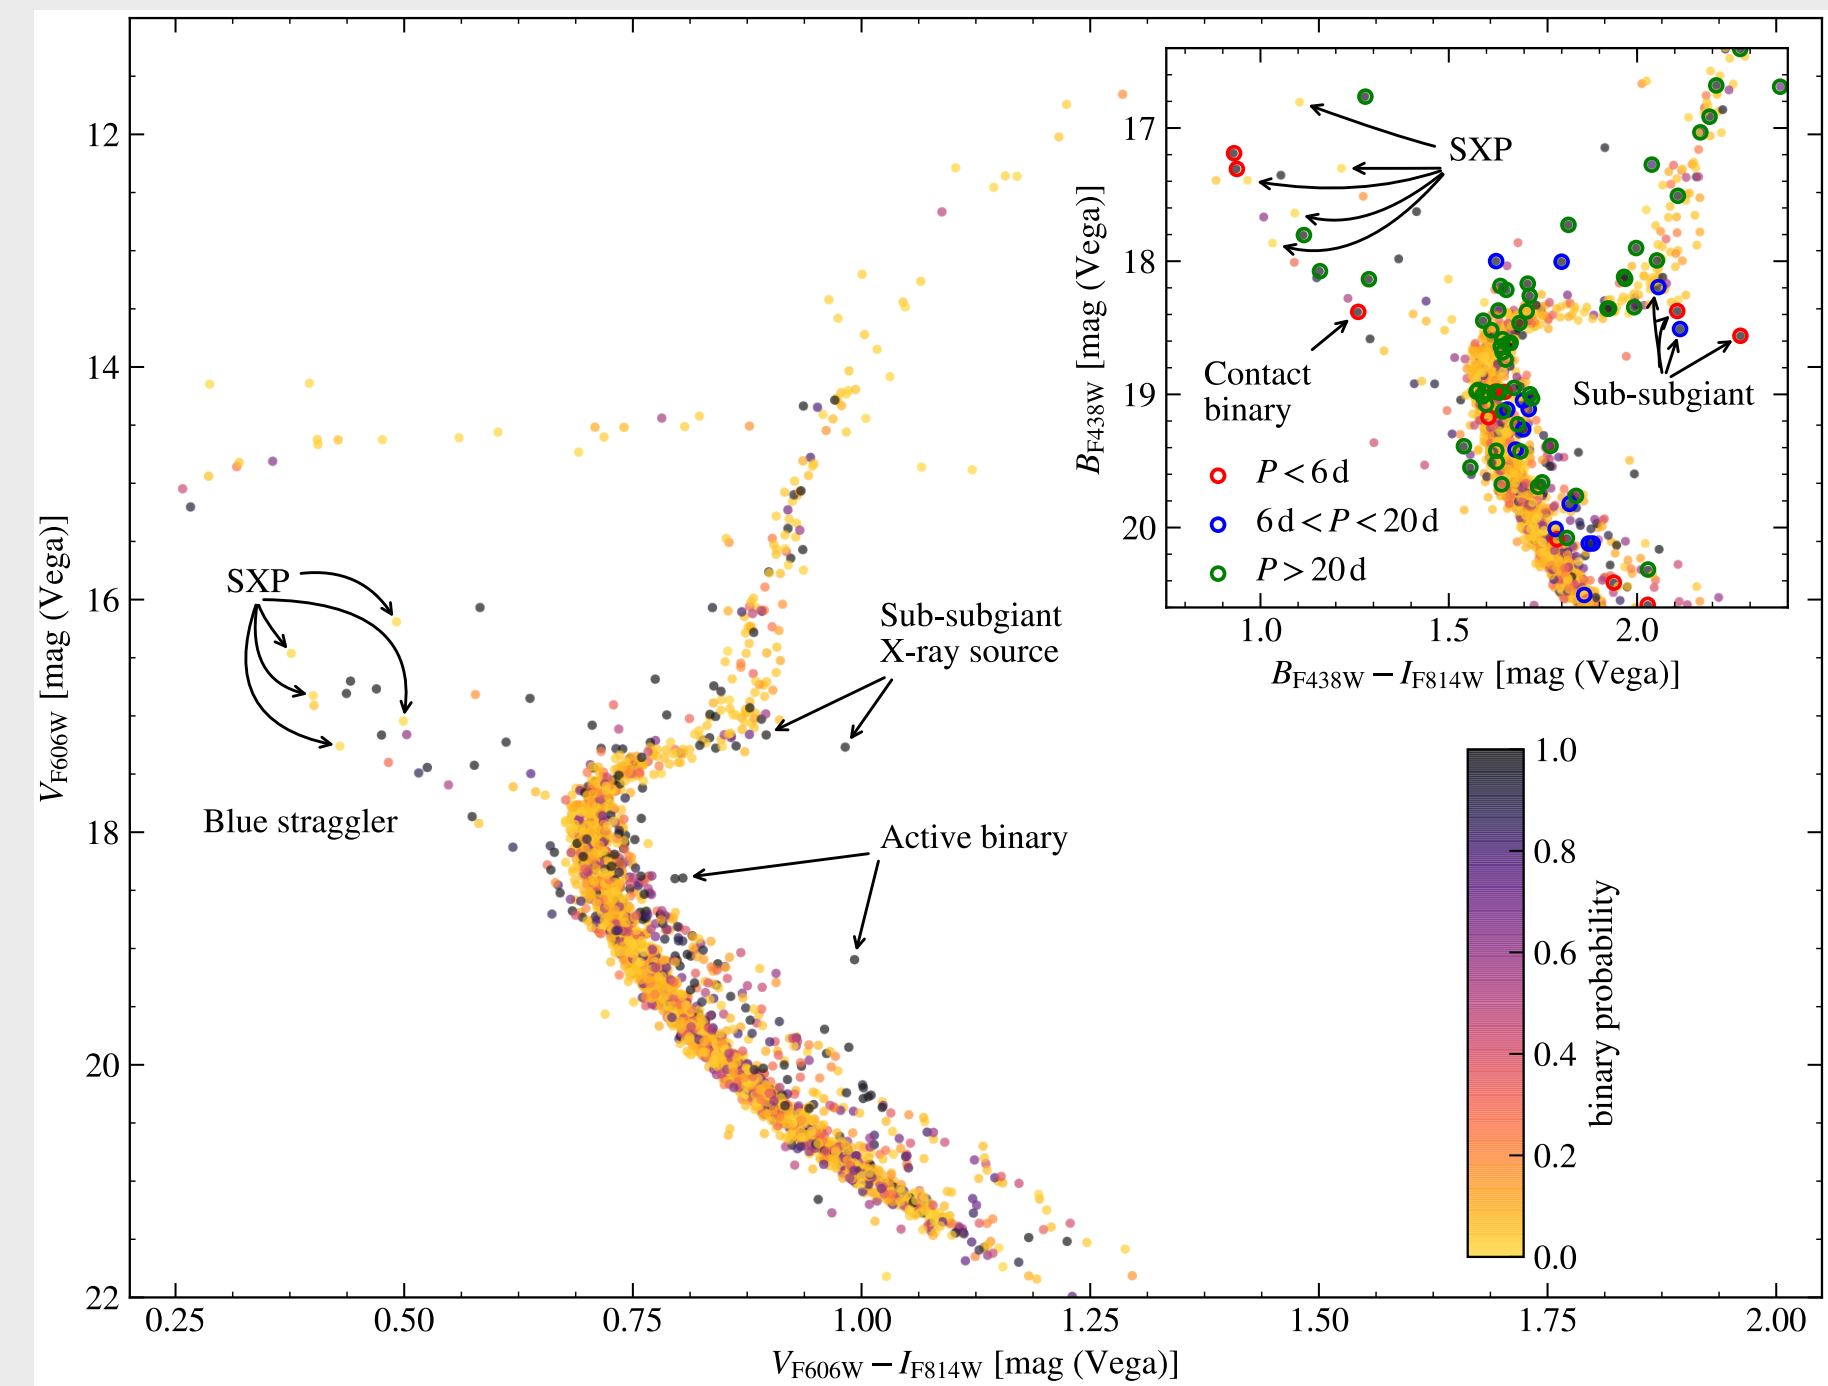 12
14
16
18
20
22
0.25
0.50
0.75
1.00
1.25
1.50
1.75
2.00
V_F606W [mag (Vega)]
V_F606W − I_F814W [mag (Vega)]
SXP
Blue straggler
Sub-subgiant
X-ray source
Active binary
17
18
19
20
1.0
1.5
2.0
B_F438W [mag (Vega)]
B_F438W − I_F814W [mag (Vega)]
SXP
Contact
binary
Sub-subgiant
P < 6 d
6 d < P < 20 d
P > 20 d
1.0
0.8
0.6
0.4
0.2
0.0
binary probability